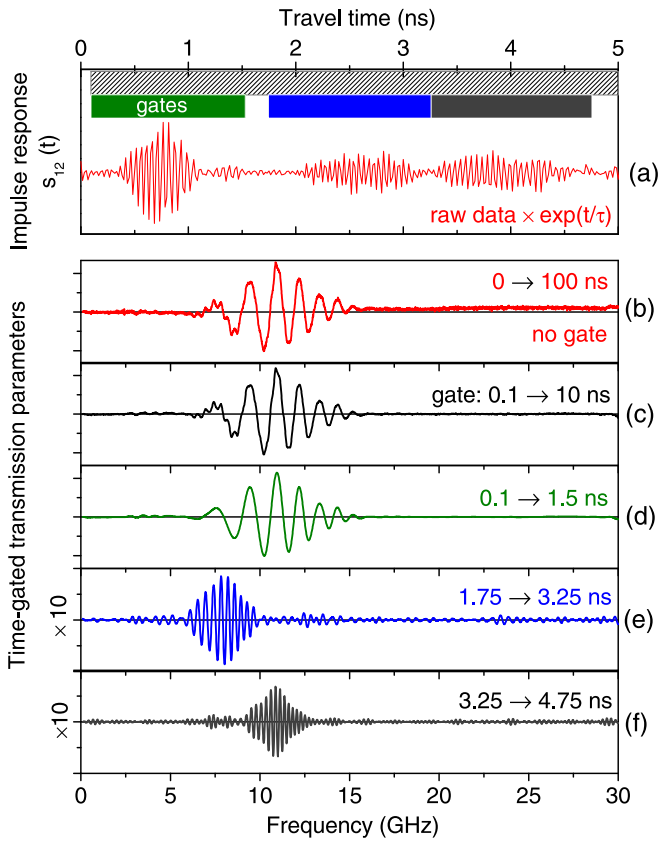 Travel time (ns)
0 1 2 3 4 5
gates
Impulse response
s₁₂ (t)
(a)
raw data × exp(t/τ)
Time-gated transmission parameters
0 → 100 ns
(b)
no gate
gate: 0.1 → 10 ns
(c)
0.1 → 1.5 ns
(d)
1.75 → 3.25 ns
× 10
(e)
3.25 → 4.75 ns
×10
(f)
0 5 10 15 20 25 30
Frequency (GHz)